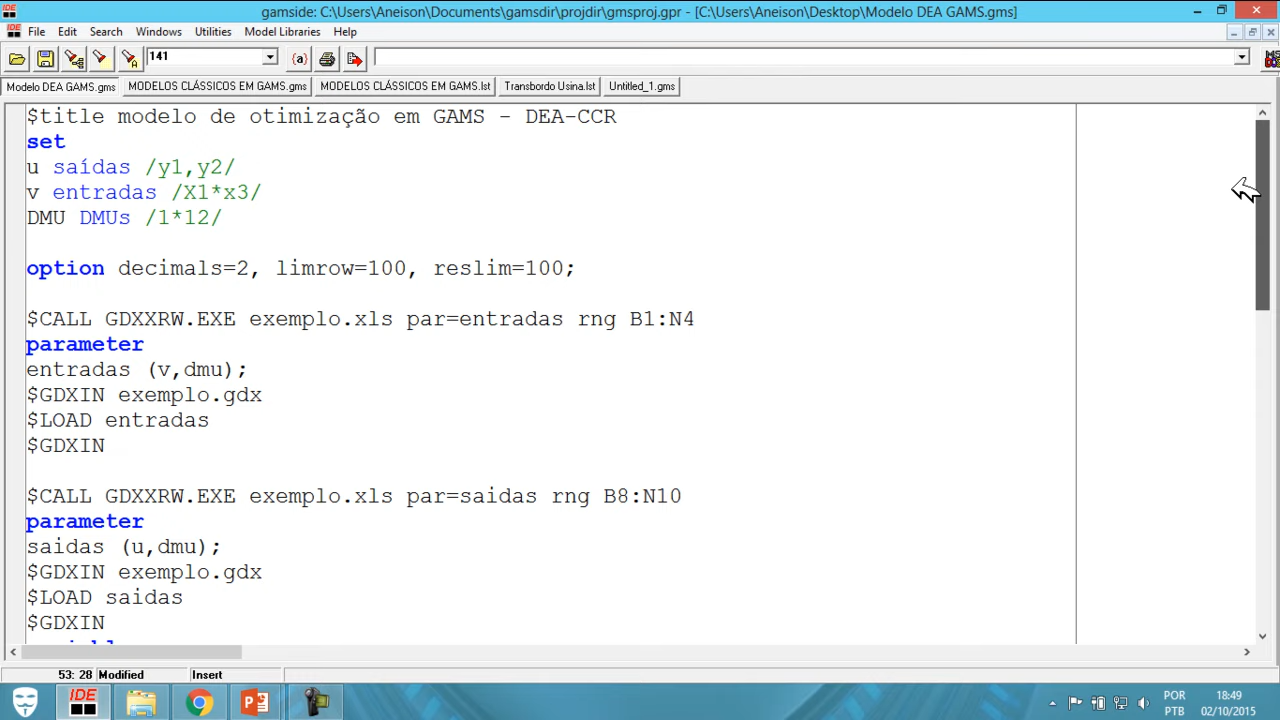 IDE gamside: C:\Users\Aneison\Documents\gamsdir\projdir\gmsproj.gpr - [C:\Users\Aneison\Desktop\Modelo DEA GAMS.gms]
IDE File Edit Search Windows Utilities Model Libraries Help
141 {a}
Modelo DEA GAMS.gms MODELOS CLÁSSICOS EM GAMS.gms MODELOS CLÁSSICOS EM GAMS.lst Transbordo Usina.lst Untitled_1.gms
$title modelo de otimização em GAMS - DEA-CCR
set
u saídas /y1,y2/
v entradas /X1*x3/
DMU DMUs /1*12/
option decimals=2, limrow=100, reslim=100;
$CALL GDXXRW.EXE exemplo.xls par=entradas rng B1:N4
parameter
entradas (v,dmu);
$GDXIN exemplo.gdx
$LOAD entradas
$GDXIN
$CALL GDXXRW.EXE exemplo.xls par=saidas rng B8:N10
parameter
saidas (u,dmu);
$GDXIN exemplo.gdx
$LOAD saidas
$GDXIN
53: 28 Modified Insert
IDE POR 18:49
PTB 02/10/2015